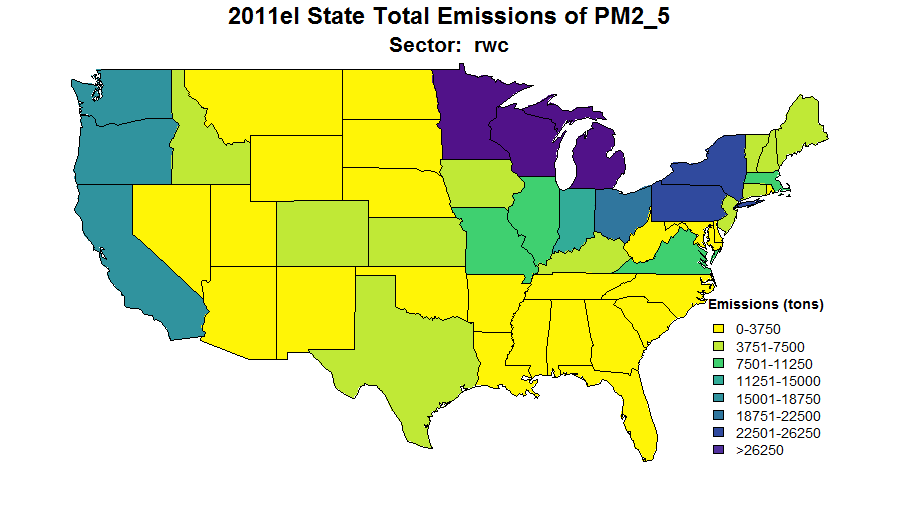 2011el State Total Emissions of PM2_5
Sector: rwc
Emissions (tons)
0-3750
3751-7500
7501-11250
11251-15000
15001-18750
18751-22500
22501-26250
>26250